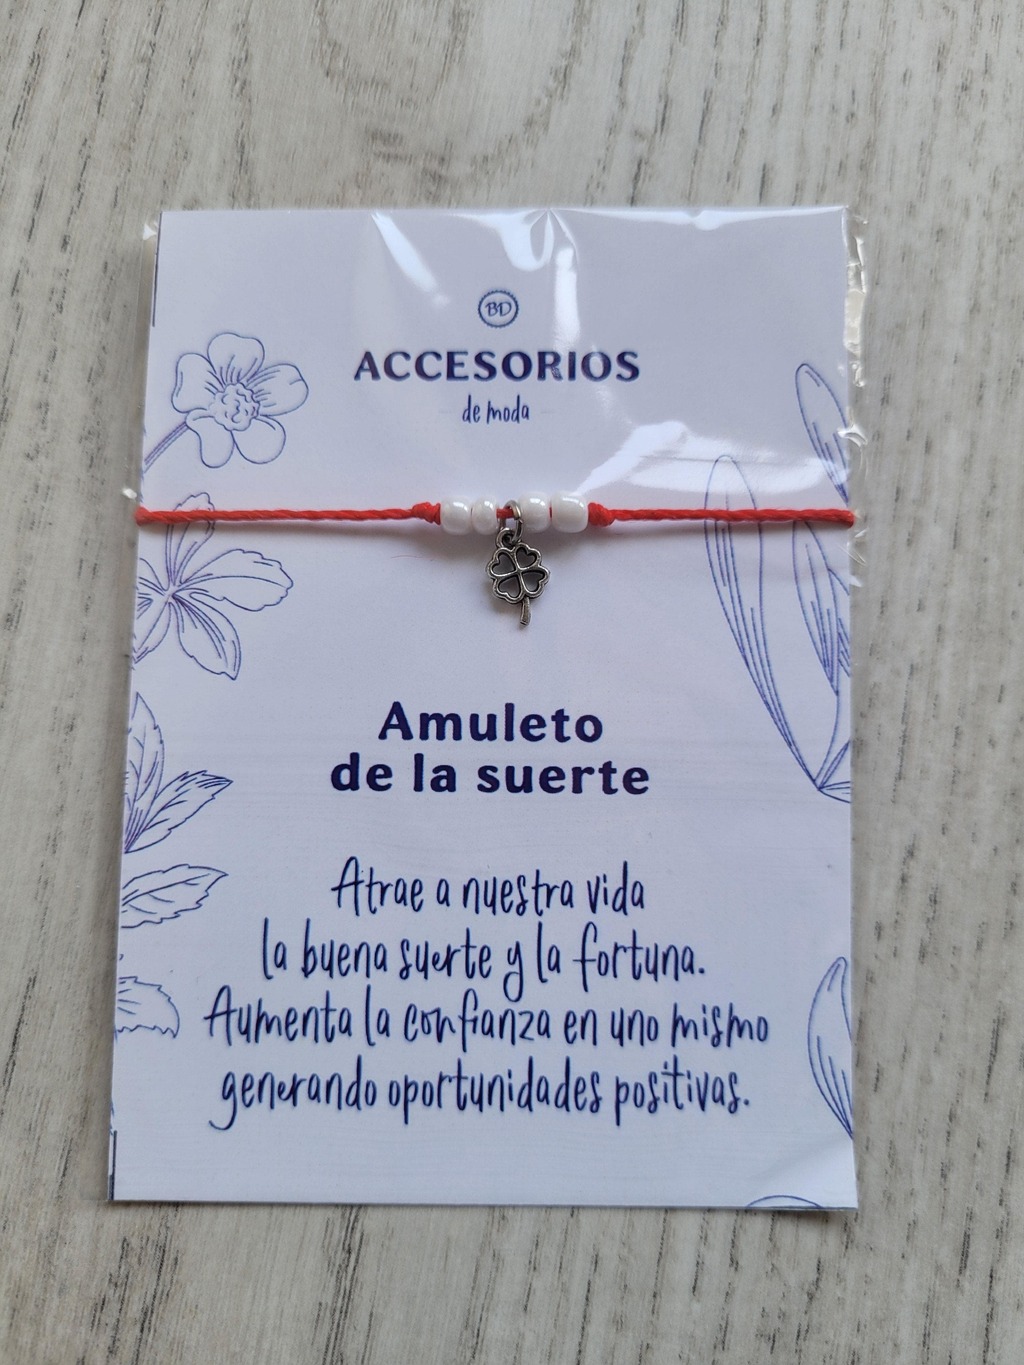 BD
ACCESORIOS
de moda
Amuleto
de la suerte
Atrae a nuestra vida
la buena suerte y la fortuna.
Aumenta la confianza en uno mismo
generando oportunidades positivas.